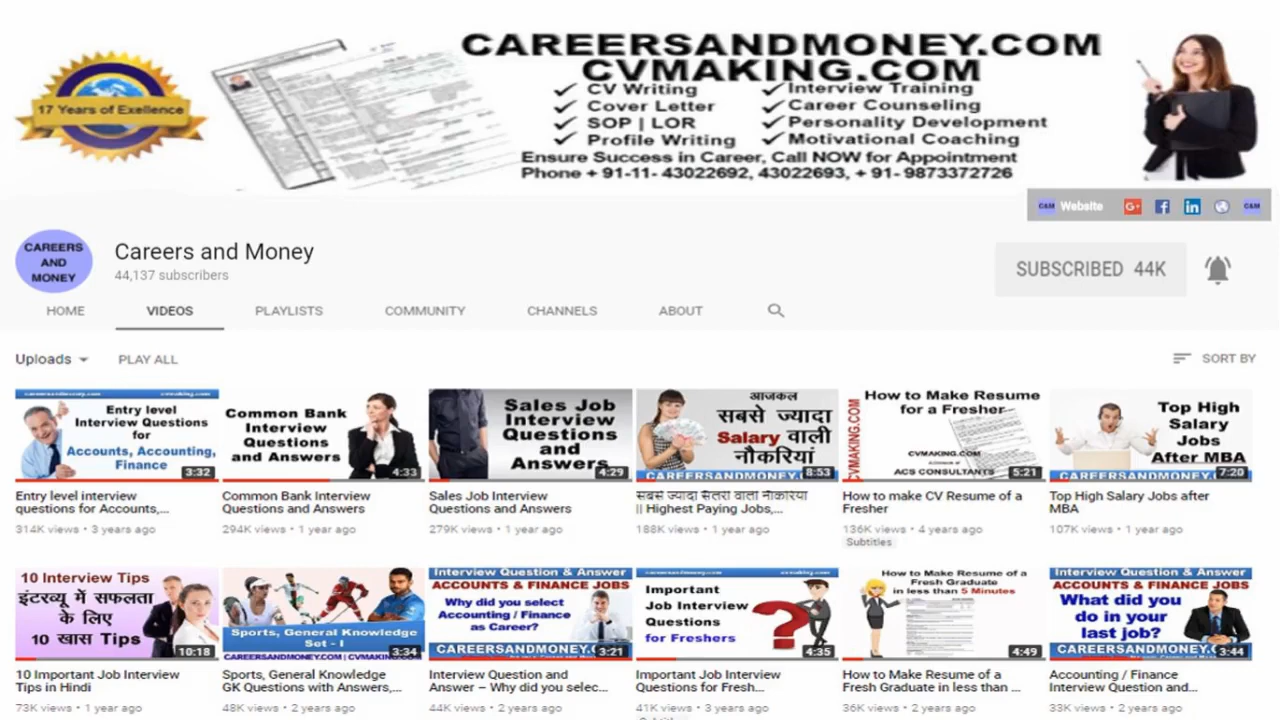 CAREERSANDMONEY.COM
CVMAKING.COM
17 Years of Exellence
✓ CV Writing
✓ Cover Letter
✓ SOP | LOR
✓ Profile Writing
✓ Interview Training
✓ Career Counseling
✓ Personality Development
✓ Motivational Coaching
Ensure Success in Career, Call NOW for Appointment
Phone + 91-11- 43022692, 43022693, + 91- 9873372726
C&M Website G+ f in C&M
CAREERS
AND
MONEY
Careers and Money
44,137 subscribers
SUBSCRIBED 44K
HOME VIDEOS PLAYLISTS COMMUNITY CHANNELS ABOUT
Uploads PLAY ALL SORT BY
careersandmoney.com cvmaking.com
Entry level
Interview Questions
for
Accounts, Accounting,
Finance
3:32
Entry level interview
questions for Accounts,...
314K views • 3 years ago
Common Bank
Interview
Questions
and Answers
4:33
Common Bank Interview
Questions and Answers
294K views • 1 year ago
Sales Job
Interview
Questions
and
Answers
4:29
Sales Job Interview
Questions and Answers
279K views • 1 year ago
आजकल
सबसे ज्यादा
Salary वाली
नौकरियां
CAREERSANDMONEY.
8:53
|| Highest Paying Jobs,...
188K views • 1 year ago
How to Make Resume
for a Fresher
CVMAKING.COM
CVMAKING.COM
ACS CONSULTANTS
5:21
How to make CV Resume of a
Fresher
136K views • 4 years ago
Subtitles
Top High
Salary
Jobs
After MBA
CAREERSANDMONEY.COM
7:20
Top High Salary Jobs after
MBA
107K views • 1 year ago
10 Interview Tips
इंटरव्यू में सफलता
के लिए
10 खास Tips
10:18
10 Important Job Interview
Tips in Hindi
73K views • 1 year ago
Sports, General Knowledge
Set - I
CAREERSANDMONEY.COM | CVMAKING.
3:34
Sports, General Knowledge
GK Questions with Answers,...
48K views • 2 years ago
Interview Question & Answer
ACCOUNTS & FINANCE JOBS
Why did you select
Accounting / Finance
as Career?
CAREERSANDMONEY.
3:21
Interview Question and
Answer – Why did you selec...
44K views • 2 years ago
careersandmoney.com cvmaking.com
Important
Job Interview
Questions
for Freshers
4:35
Important Job Interview
Questions for Fresh...
41K views • 3 years ago
How to Make Resume of a
Fresh Graduate
in less than 5 Minutes
4:49
How to Make Resume of a
Fresh Graduate in less than ...
36K views • 2 years ago
Interview Question & Answer
ACCOUNTS & FINANCE JOBS
What did you
do in your
last job?
CAREERSANDMONEY.
3:44
Accounting / Finance
Interview Question and...
33K views • 2 years ago